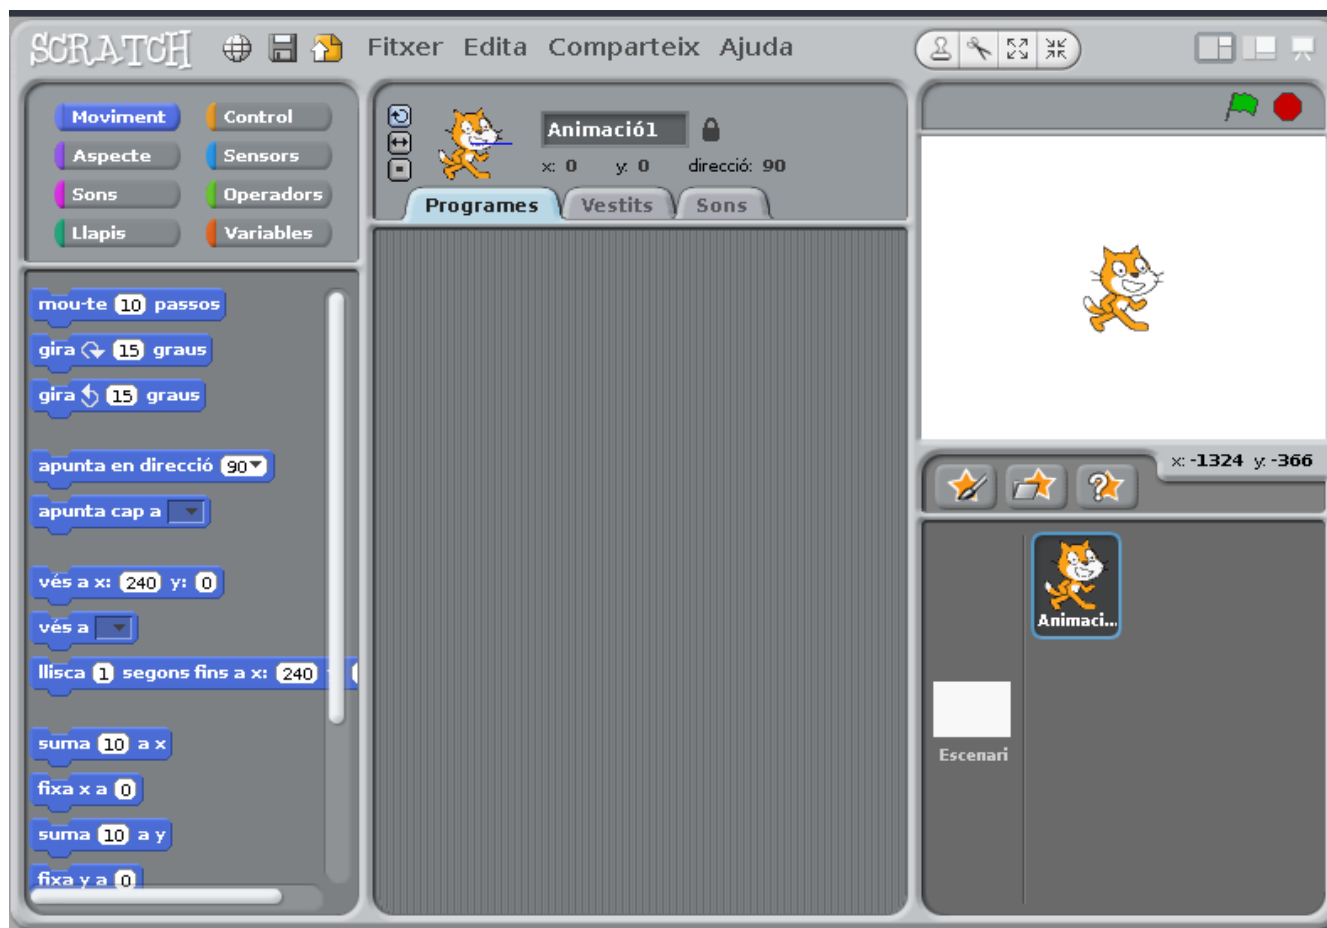 SCRATCH Fitxer Edita Comparteix Ajuda
Moviment Control
Aspecte Sensors
Sons Operadors
Llapis Variables
mou-te 10 passos
gira 15 graus
gira 15 graus
apunta en direcció 90
apunta cap a
vés a x: 240 y: 0
vés a
llisca 1 segons fins a x: 240
suma 10 a x
fixa x a 0
suma 10 a y
fixa y a 0
Animació1
x: 0 y: 0 direcció: 90
Programes Vestits Sons
x: -1324 y: -366
Animaci...
Escenari